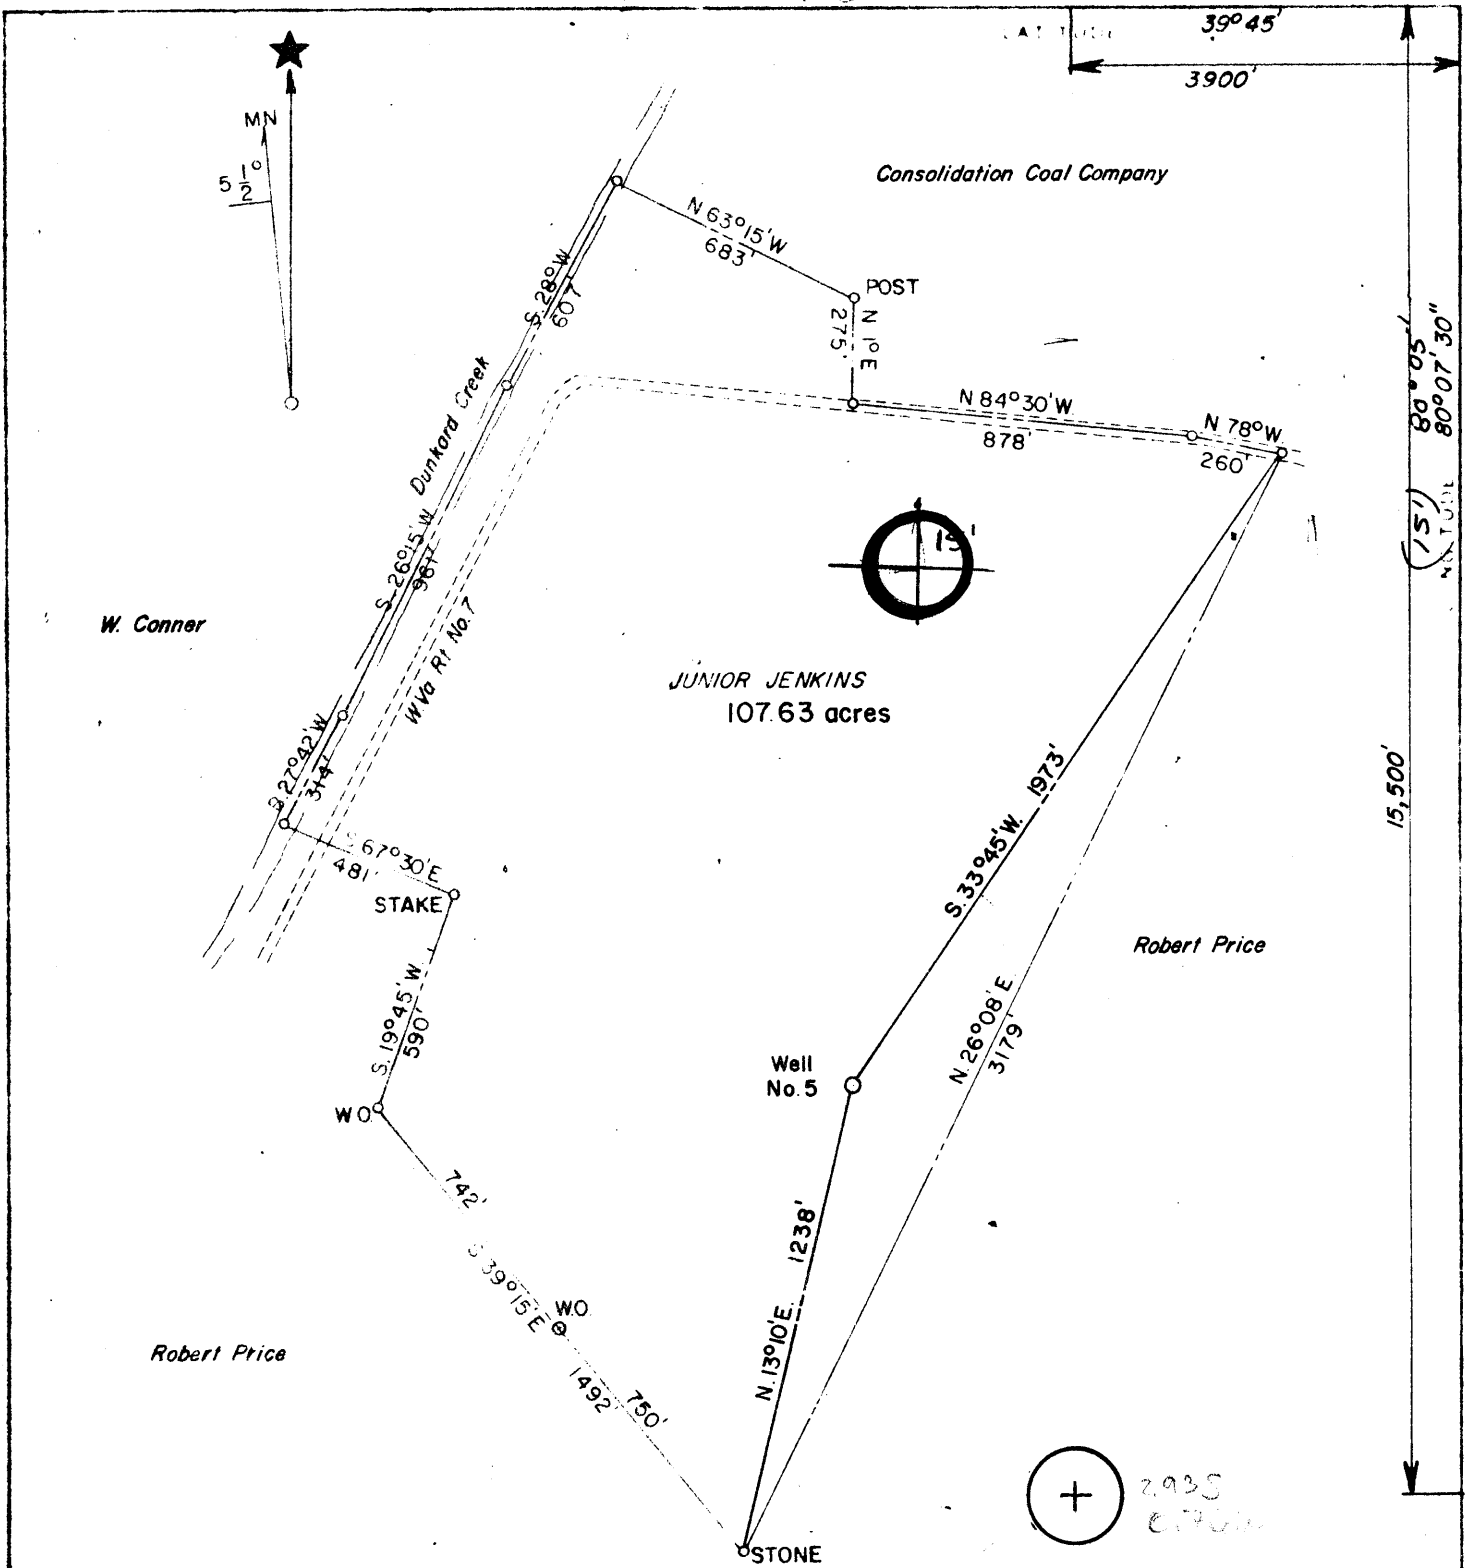 39°45'
3900'
MN
5 1/2°
Consolidation Coal Company
N 63°15'W
683'
POST
N 1°E
275'
S. 28°W
607'
Dunkard Creek
N 84°30'W
878'
N 78°W
260'
80°05'
80°07'30"
(15')
15'
S. 26°15'W
961'
W.Va Rt No.7
W. Conner
JUNIOR JENKINS
107.63 acres
S. 27°42'W
314'
S 67°30'E
481'
STAKE
S. 33°45'W. 1973'
15,500'
Robert Price
S. 19°45'W
590'
N. 26°08'E.
3179'
Well
No. 5
W.O.
742'
N. 13°10'E. 1238'
S 39°15'E
W.O.
1492'
750'
Robert Price
2.93S
STONE